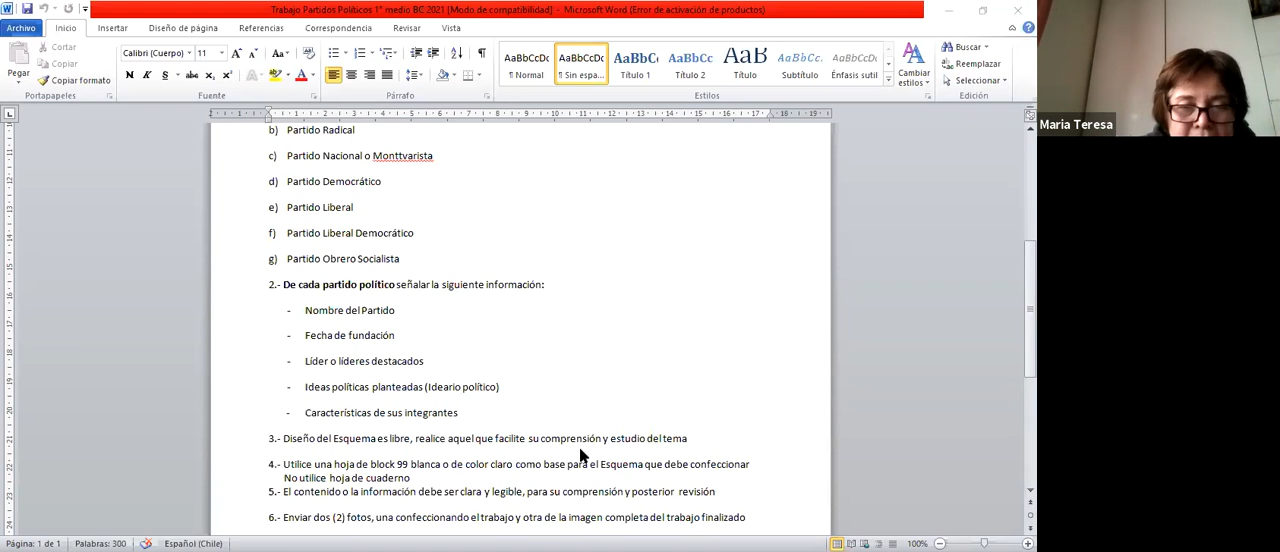 Trabajo Partidos Políticos 1° medio BC 2021 [Modo de compatibilidad] - Microsoft Word (Error de activación de productos)
Archivo Inicio Insertar Diseño de página Referencias Correspondencia Revisar Vista
Pegar
Cortar
Copiar
Copiar formato
Portapapeles
Calibri (Cuerpo) 11
Fuente
Párrafo
AaBbCcDc AaBbCcDc AaBbC AaBbCc AaB AaBbCc. AaBbCcDc
¶ Normal ¶ Sin espa... Título 1 Título 2 Título Subtítulo Énfasis sutil
Cambiar estilos
Estilos
Buscar
Reemplazar
Seleccionar
Edición
Maria Teresa
b) Partido Radical
c) Partido Nacional o Monttvarista
d) Partido Democrático
e) Partido Liberal
f) Partido Liberal Democrático
g) Partido Obrero Socialista
2.- De cada partido político señalar la siguiente información:
- Nombre del Partido
- Fecha de fundación
- Líder o líderes destacados
- Ideas políticas planteadas (Ideario político)
- Características de sus integrantes
3.- Diseño del Esquema es libre, realice aquel que facilite su comprensión y estudio del tema
4.- Utilice una hoja de block 99 blanca o de color claro como base para el Esquema que debe confeccionar
No utilice hoja de cuaderno
5.- El contenido o la información debe ser clara y legible, para su comprensión y posterior revisión
6.- Enviar dos (2) fotos, una confeccionando el trabajo y otra de la imagen completa del trabajo finalizado
Página: 1 de 1 Palabras: 300 Español (Chile) 100%